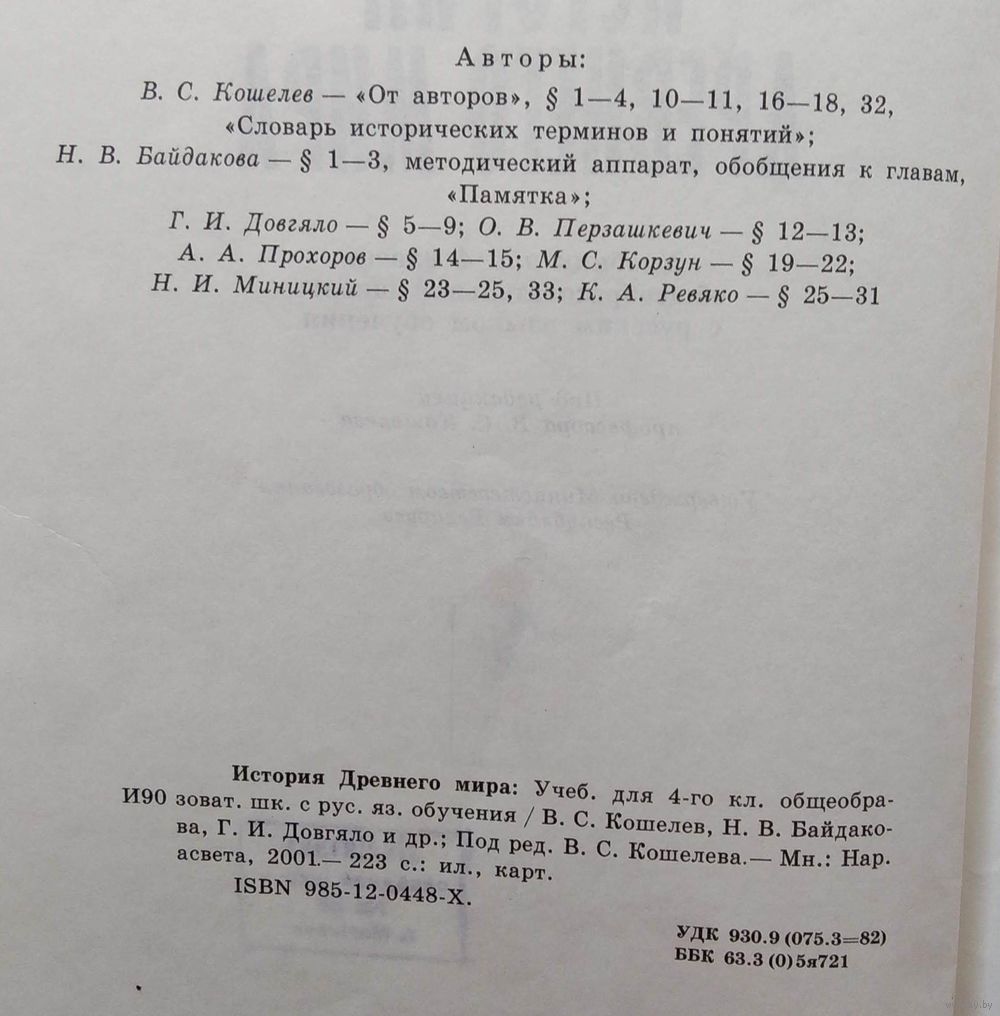 Авторы:
В. С. Кошелев — «От авторов», § 1—4, 10—11, 16—18, 32,
«Словарь исторических терминов и понятий»;
Н. В. Байдакова — § 1—3, методический аппарат, обобщения к главам,
«Памятка»;
Г. И. Довгяло — § 5—9; О. В. Перзашкевич — § 12—13;
А. А. Прохоров — § 14—15; М. С. Корзун — § 19—22;
Н. И. Миницкий — § 23—25, 33; К. А. Ревяко — § 25—31
История Древнего мира: Учеб. для 4-го кл. общеобра-
И90 зоват. шк. с рус. яз. обучения / В. С. Кошелев, Н. В. Байдако-
ва, Г. И. Довгяло и др.; Под ред. В. С. Кошелева.— Мн.: Нар.
асвета, 2001.— 223 с.: ил., карт.
ISBN 985-12-0448-X.
УДК 930.9 (075.3=82)
ББК 63.3 (0) 5я721